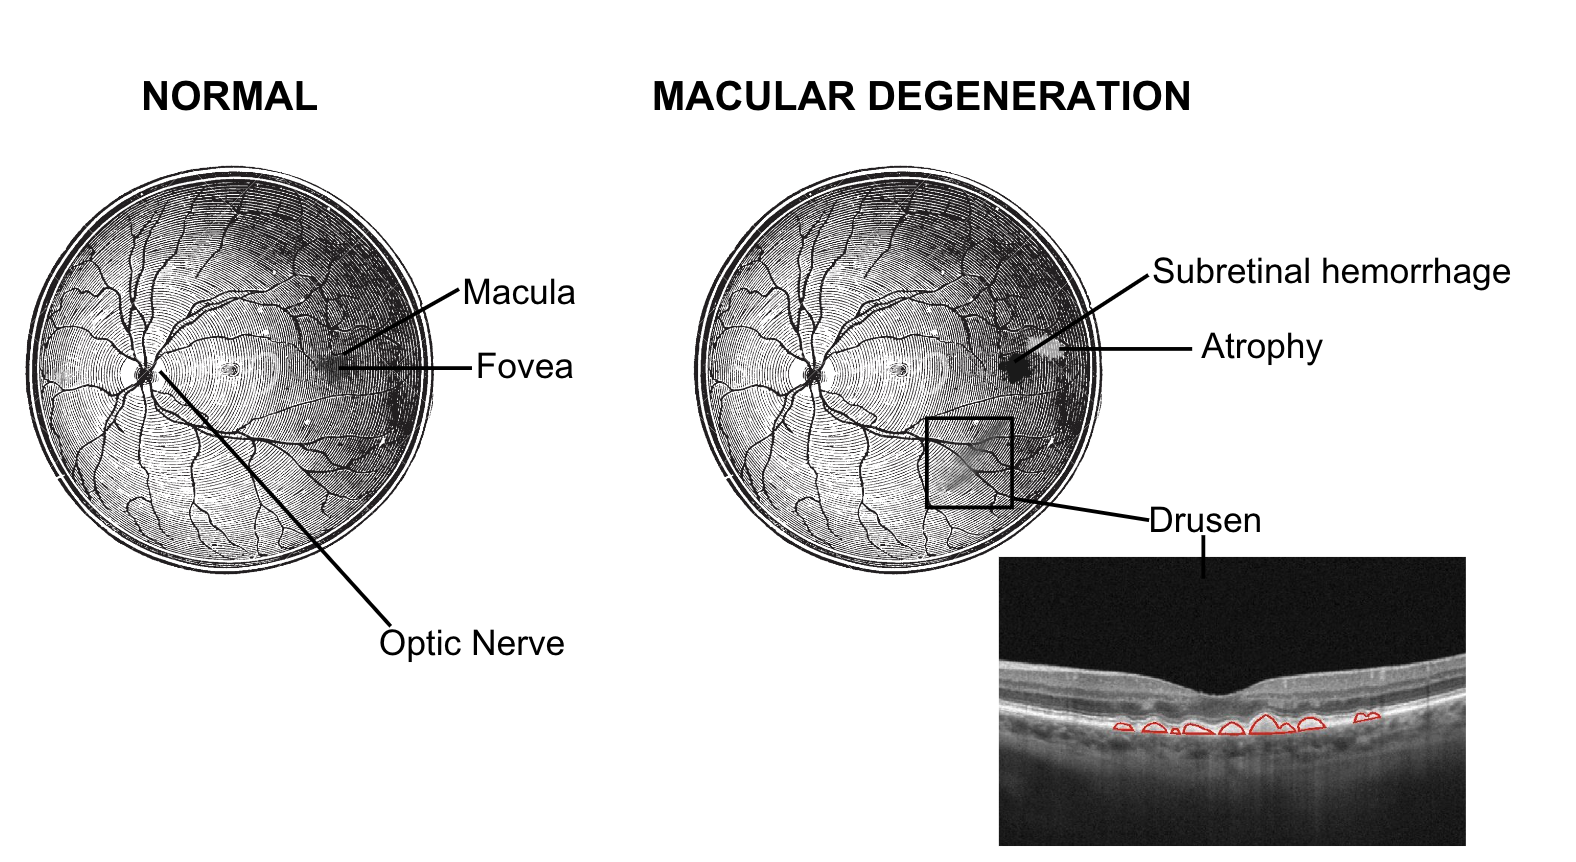 NORMAL
MACULAR DEGENERATION
Macula
Fovea
Optic Nerve
Subretinal hemorrhage
Atrophy
Drusen